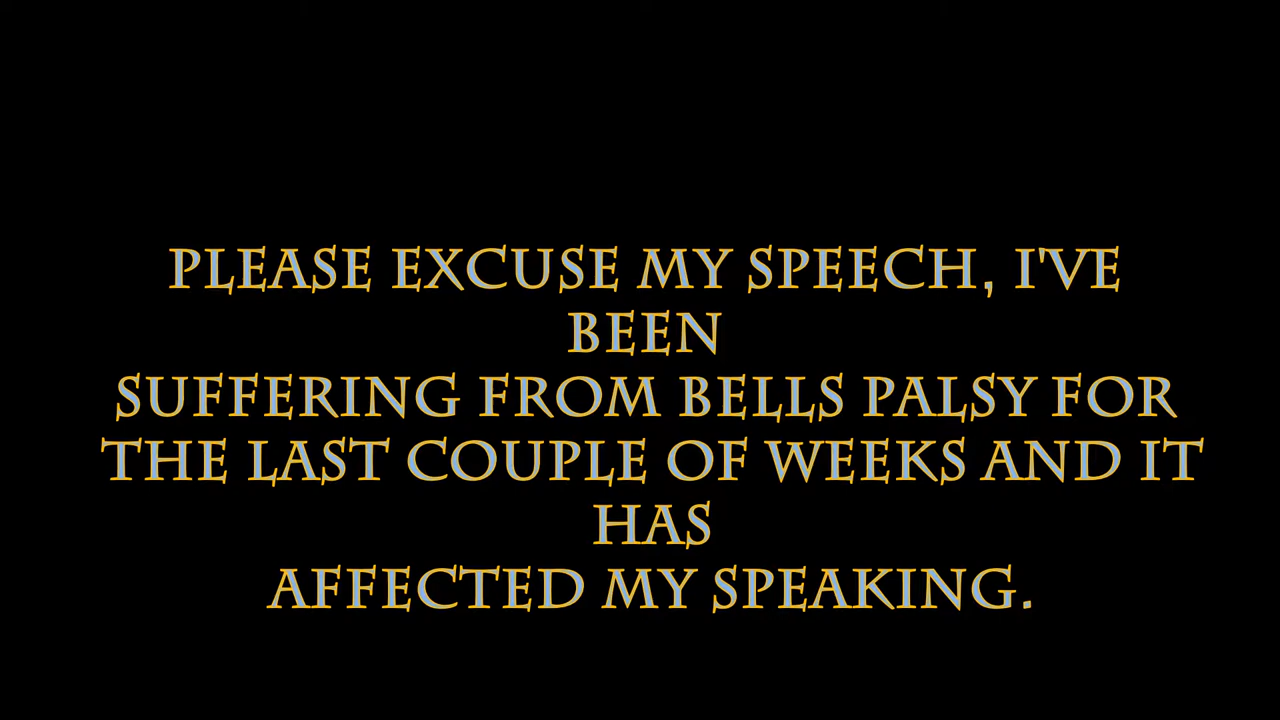 PLEASE EXCUSE MY SPEECH, I'VE
BEEN
SUFFERING FROM BELLS PALSY FOR
THE LAST COUPLE OF WEEKS AND IT
HAS
AFFECTED MY SPEAKING.